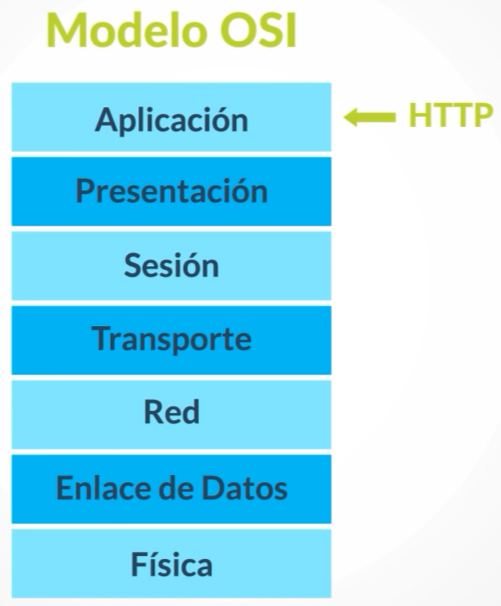 Modelo OSI
Aplicación
HTTP
Presentación
Sesión
Transporte
Red
Enlace de Datos
Física